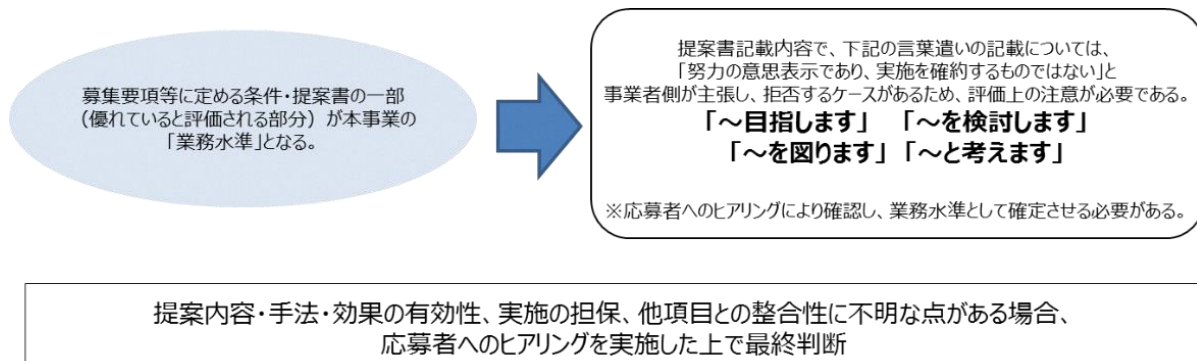 募集要項等に定める条件・提案書の一部
（優れていると評価される部分）が本事業の
「業務水準」となる。
提案書記載内容で、下記の言葉遣いの記載については、
「努力の意思表示であり、実施を確約するものではない」と
事業者側が主張し、拒否するケースがあるため、評価上の注意が必要である。
「～目指します」　「～を検討します」
「～を図ります」「～と考えます」
※応募者へのヒアリングにより確認し、業務水準として確定させる必要がある。
提案内容・手法・効果の有効性、実施の担保、他項目との整合性に不明な点がある場合、
応募者へのヒアリングを実施した上で最終判断